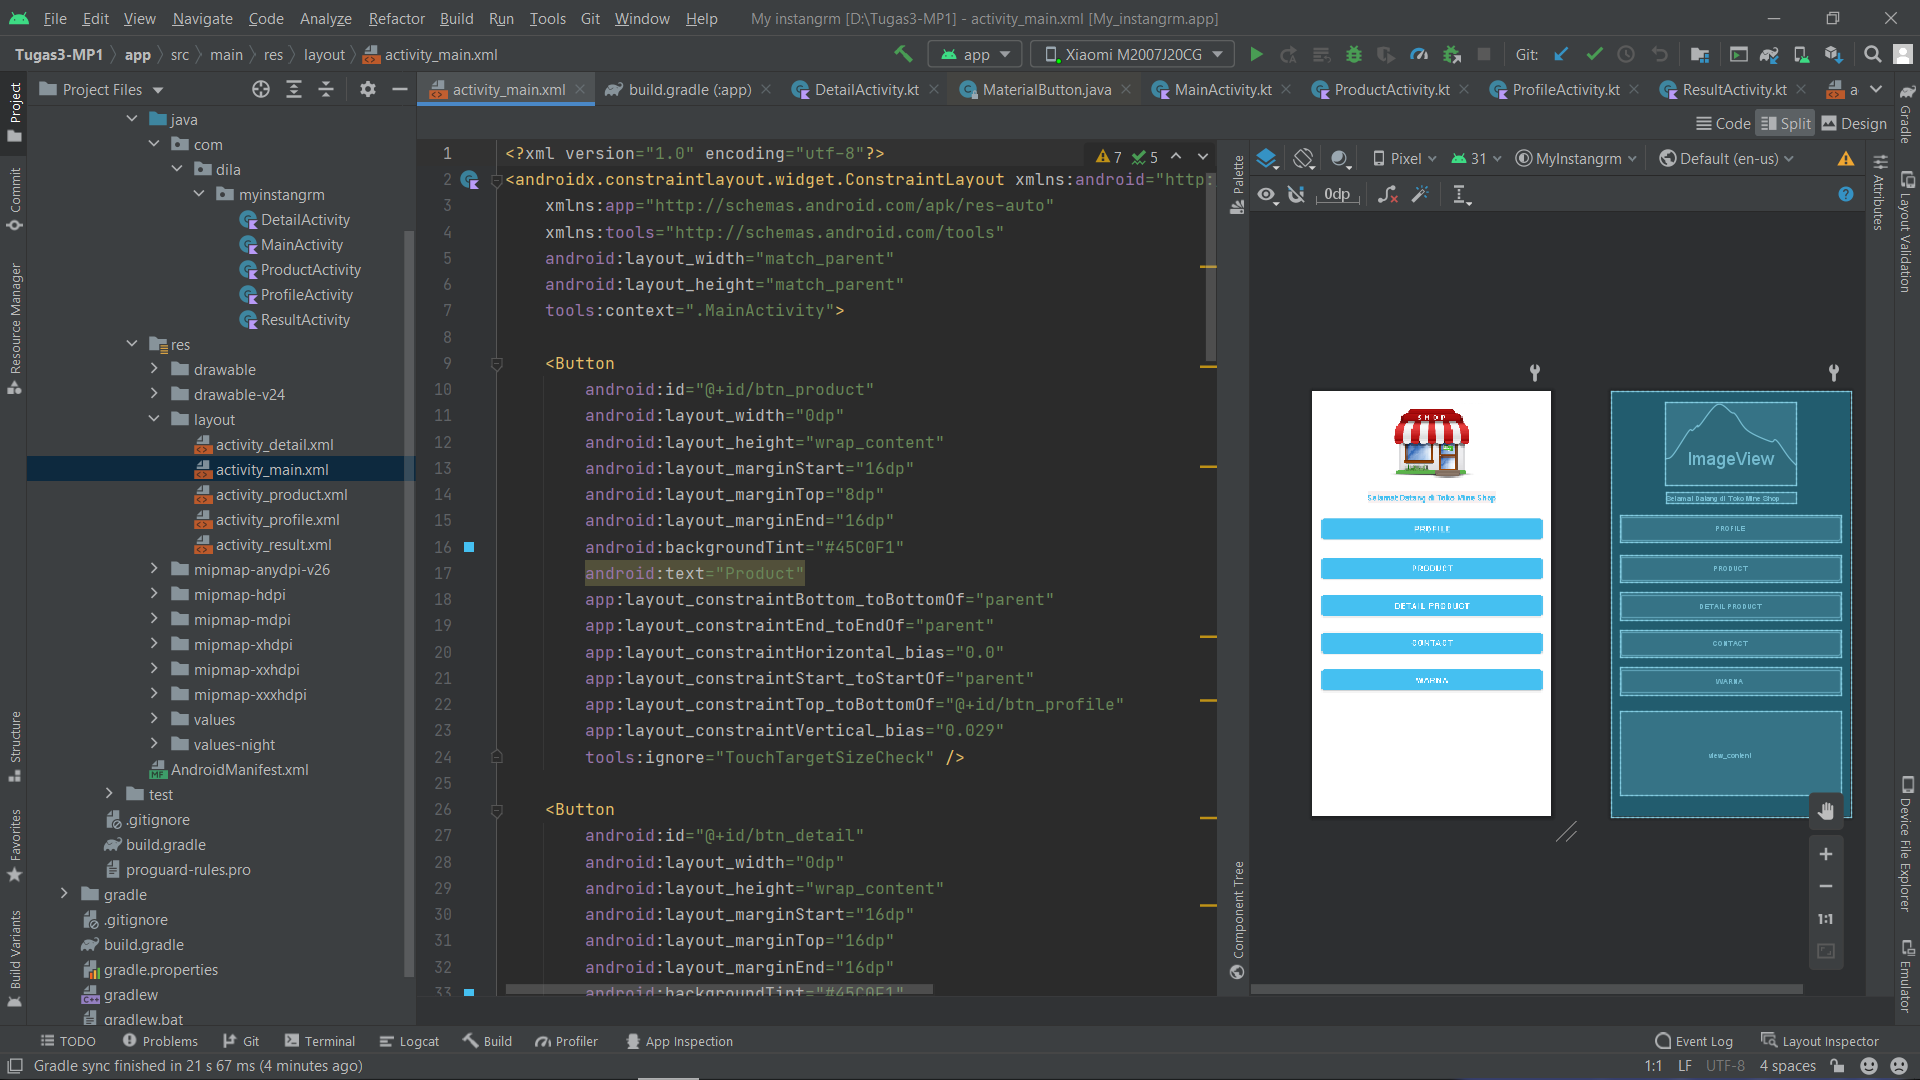 File Edit View Navigate Code Analyze Refactor Build Run Tools Git Window Help My instangrm [D:\Tugas3-MP1] - activity_main.xml [My_instangrm.app]
Tugas3-MP1 app src main res layout activity_main.xml app Xiaomi M2007J20CG Git:
Project Files
activity_main.xml build.gradle (:app) DetailActivity.kt MaterialButton.java MainActivity.kt ProductActivity.kt ProfileActivity.kt ResultActivity.kt a
Code Split Design
Project
Commit
Resource Manager
Structure
Favorites
Build Variants
java
com
dila
myinstangrm
DetailActivity
MainActivity
ProductActivity
ProfileActivity
ResultActivity
res
drawable
drawable-v24
layout
activity_detail.xml
activity_main.xml
activity_product.xml
activity_profile.xml
activity_result.xml
mipmap-anydpi-v26
mipmap-hdpi
mipmap-mdpi
mipmap-xhdpi
mipmap-xxhdpi
mipmap-xxxhdpi
values
values-night
AndroidManifest.xml
test
.gitignore
build.gradle
proguard-rules.pro
gradle
.gitignore
build.gradle
gradle.properties
gradlew
gradlew.bat
7 5
1 <?xml version="1.0" encoding="utf-8"?>
2 <androidx.constraintlayout.widget.ConstraintLayout xmlns:android="http:
3 xmlns:app="http://schemas.android.com/apk/res-auto"
4 xmlns:tools="http://schemas.android.com/tools"
5 android:layout_width="match_parent"
6 android:layout_height="match_parent"
7 tools:context=".MainActivity">
8
9 <Button
10 android:id="@+id/btn_product"
11 android:layout_width="0dp"
12 android:layout_height="wrap_content"
13 android:layout_marginStart="16dp"
14 android:layout_marginTop="8dp"
15 android:layout_marginEnd="16dp"
16 android:backgroundTint="#45C0F1"
17 android:text="Product"
18 app:layout_constraintBottom_toBottomOf="parent"
19 app:layout_constraintEnd_toEndOf="parent"
20 app:layout_constraintHorizontal_bias="0.0"
21 app:layout_constraintStart_toStartOf="parent"
22 app:layout_constraintTop_toBottomOf="@+id/btn_profile"
23 app:layout_constraintVertical_bias="0.029"
24 tools:ignore="TouchTargetSizeCheck" />
25
26 <Button
27 android:id="@+id/btn_detail"
28 android:layout_width="0dp"
29 android:layout_height="wrap_content"
30 android:layout_marginStart="16dp"
31 android:layout_marginTop="16dp"
32 android:layout_marginEnd="16dp"
33 android:backgroundTint="#45C0F1"
Palette
Component Tree
Pixel 31 MyInstangrm Default (en-us)
0dp
SHOP
Selamat Datang di Toko Mine Shop
PROFILE
PRODUCT
DETAIL PRODUCT
CONTACT
WARNA
ImageView
Selamat Datang di Toko Mine Shop
PROFILE
PRODUCT
DETAIL PRODUCT
CONTACT
WARNA
view_content
1:1
Attributes
Gradle
Layout Validation
Device File Explorer
Emulator
TODO Problems Git Terminal Logcat Build Profiler App Inspection Event Log Layout Inspector
Gradle sync finished in 21 s 67 ms (4 minutes ago) 1:1 LF UTF-8 4 spaces